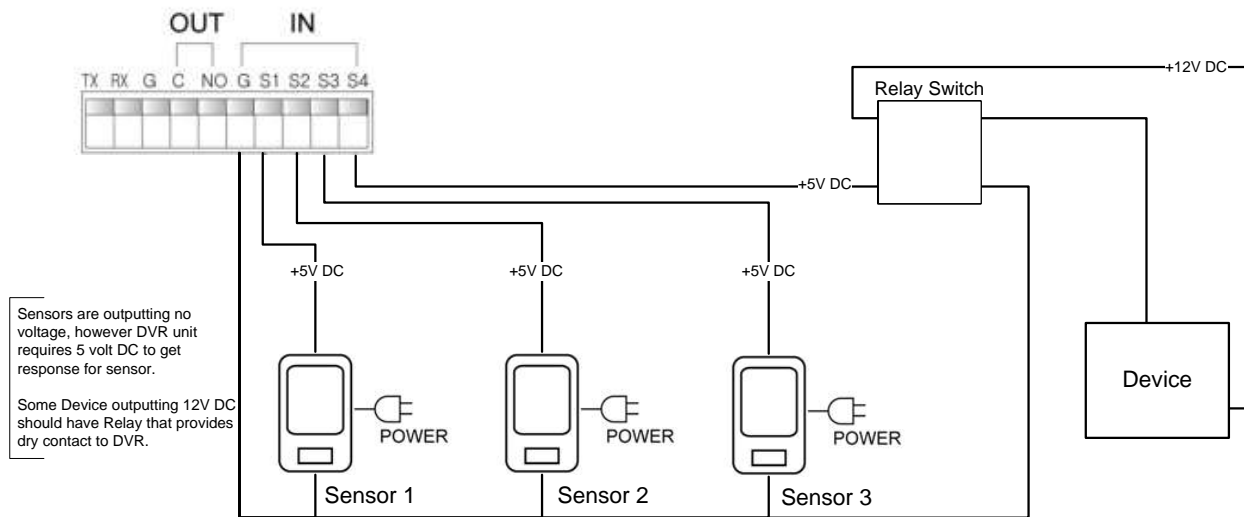 OUT IN
TX RX G C NO G S1 S2 S3 S4
+12V DC
Relay Switch
+5V DC
+5V DC +5V DC +5V DC
Sensors are outputting no
voltage, however DVR unit
requires 5 volt DC to get
response for sensor.
Some Device outputting 12V DC
should have Relay that provides
dry contact to DVR.
Device
POWER POWER POWER
Sensor 1 Sensor 2 Sensor 3